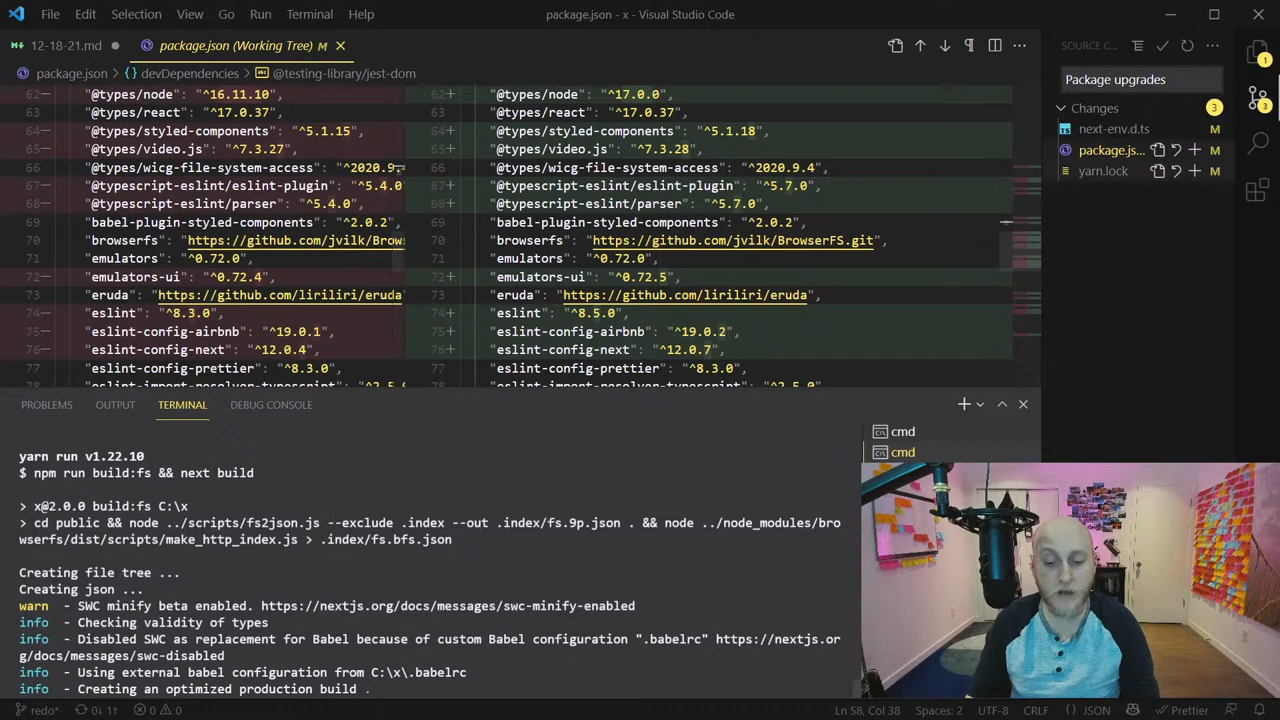 File Edit Selection View Go Run Terminal Help package.json - x - Visual Studio Code
12-18-21.md package.json (Working Tree) M SOURCE C...
package.json {} devDependencies @testing-library/jest-dom Package upgrades
Changes 3
next-env.d.ts M
package.js... M
yarn.lock M
1
3
62— "@types/node": "^16.11.10", 62+ "@types/node": "^17.0.0",
63 "@types/react": "^17.0.37", 63 "@types/react": "^17.0.37",
64— "@types/styled-components": "^5.1.15", 64+ "@types/styled-components": "^5.1.18",
65— "@types/video.js": "^7.3.27", 65+ "@types/video.js": "^7.3.28",
66 "@types/wicg-file-system-access": "^2020.9 66 "@types/wicg-file-system-access": "^2020.9.4",
67— "@typescript-eslint/eslint-plugin": "^5.4.0 67+ "@typescript-eslint/eslint-plugin": "^5.7.0",
68— "@typescript-eslint/parser": "^5.4.0", 68+ "@typescript-eslint/parser": "^5.7.0",
69 "babel-plugin-styled-components": "^2.0.2", 69 "babel-plugin-styled-components": "^2.0.2",
70 "browserfs": "https://github.com/jvilk/Brow 70 "browserfs": "https://github.com/jvilk/BrowserFS.git",
71 "emulators": "^0.72.0", 71 "emulators": "^0.72.0",
72— "emulators-ui": "^0.72.4", 72+ "emulators-ui": "^0.72.5",
73 "eruda": "https://github.com/liriliri/eruda" 73 "eruda": "https://github.com/liriliri/eruda",
74— "eslint": "^8.3.0", 74+ "eslint": "^8.5.0",
75— "eslint-config-airbnb": "^19.0.1", 75+ "eslint-config-airbnb": "^19.0.2",
76— "eslint-config-next": "^12.0.4", 76+ "eslint-config-next": "^12.0.7",
77 "eslint-config-prettier": "^8.3.0", 77 "eslint-config-prettier": "^8.3.0",
PROBLEMS OUTPUT TERMINAL DEBUG CONSOLE
cmd
cmd
yarn run v1.22.10
$ npm run build:fs && next build
> x@2.0.0 build:fs C:\x
> cd public && node ../scripts/fs2json.js --exclude .index --out .index/fs.9p.json . && node ../node_modules/bro
wserfs/dist/scripts/make_http_index.js > .index/fs.bfs.json
Creating file tree ...
Creating json ...
warn - SWC minify beta enabled. https://nextjs.org/docs/messages/swc-minify-enabled
info - Checking validity of types
info - Disabled SWC as replacement for Babel because of custom Babel configuration ".babelrc" https://nextjs.or
g/docs/messages/swc-disabled
info - Using external babel configuration from C:\x\.babelrc
info - Creating an optimized production build .
redo* 0↓ 1↑ 0 0 Ln 58, Col 38 Spaces: 2 UTF-8 CRLF {} JSON Prettier